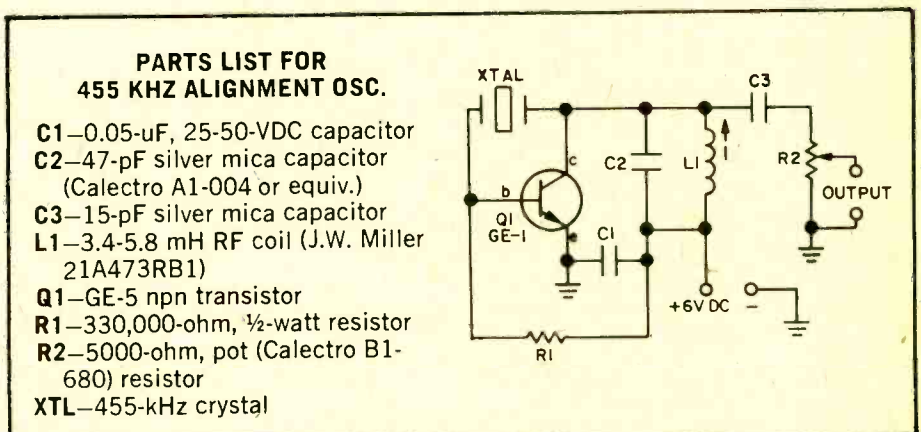 PARTS LIST FOR
455 KHZ ALIGNMENT OSC.
C1—0.05-uF, 25-50-VDC capacitor
C2—47-pF silver mica capacitor
(Calectro A1-004 or equiv.)
C3—15-pF silver mica capacitor
L1—3.4-5.8 mH RF coil (J.W. Miller
21A473RB1)
Q1—GE-5 npn transistor
R1—330,000-ohm, ½-watt resistor
R2—5000-ohm, pot (Calectro B1-
680) resistor
XTL—455-kHz crystal
XTAL
C3
c
C2
L1
R2
OUTPUT
b
Q1
GE-1
e
C1
+6V DC
−
R1